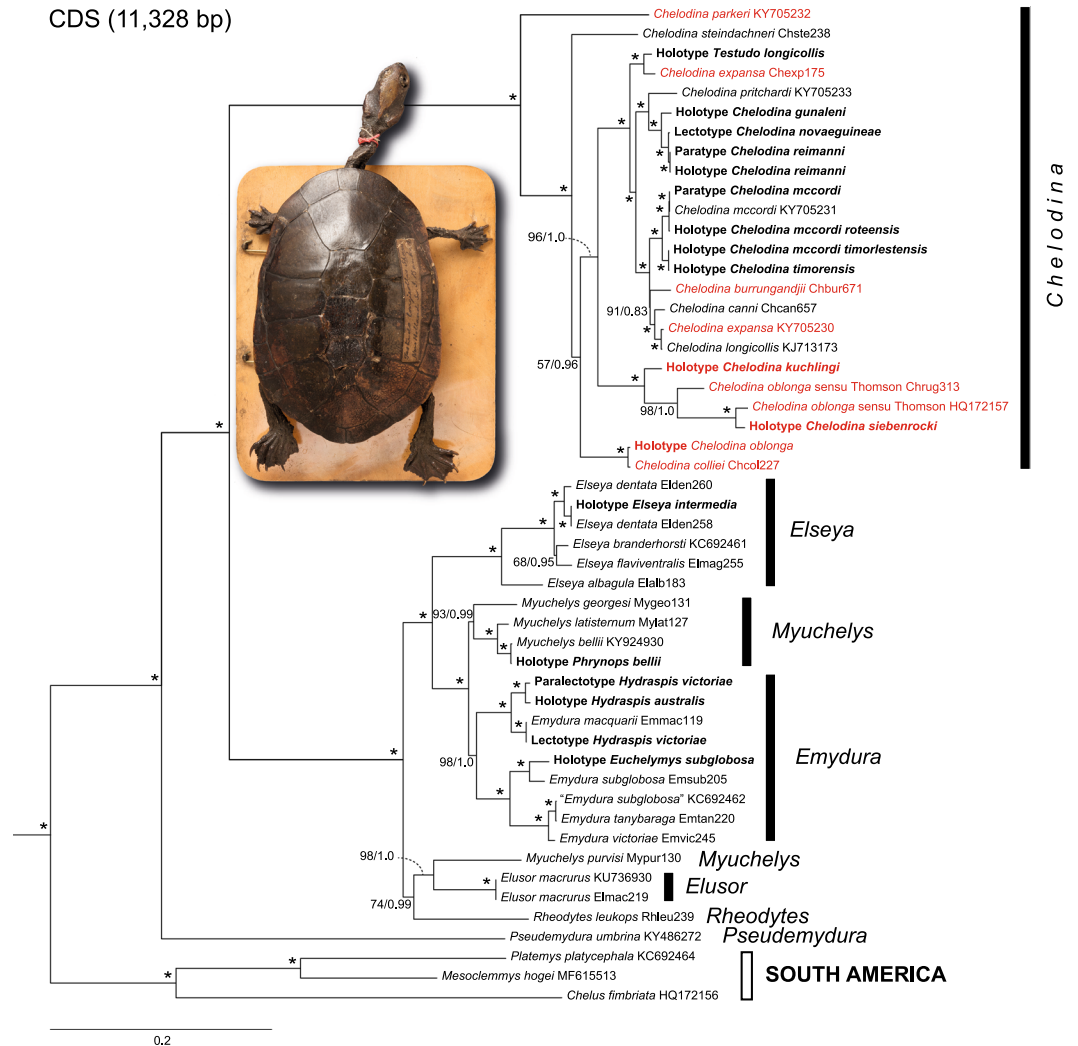 CDS (11,328 bp)
Chelodina parkeri KY705232
Chelodina steindachneri Chste238
Holotype Testudo longicollis
Chelodina expansa Chexp175
Chelodina pritchardi KY705233
Holotype Chelodina gunaleni
Lectotype Chelodina novaeguineae
Paratype Chelodina reimanni
Holotype Chelodina reimanni
Paratype Chelodina mccordi
Chelodina mccordi KY705231
Holotype Chelodina mccordi roteensis
Holotype Chelodina mccordi timorlestensis
Holotype Chelodina timorensis
Chelodina burrungandjii Chbur671
Chelodina canni Chcan657
Chelodina expansa KY705230
Chelodina longicollis KJ713173
Holotype Chelodina kuchlingi
Chelodina oblonga sensu Thomson Chrug313
Chelodina oblonga sensu Thomson HQ172157
Holotype Chelodina siebenrocki
Holotype Chelodina oblonga
Chelodina colliei Chcol227
Chelodina
96/1.0
91/0.83
57/0.96
98/1.0
Elseya dentata Elden260
Holotype Elseya intermedia
Elseya dentata Elden258
Elseya branderhorsti KC692461
Elseya flaviventralis Elmag255
Elseya albagula Elalb183
Elseya
68/0.95
Myuchelys georgesi Mygeo131
Myuchelys latisternum Mylat127
Myuchelys bellii KY924930
Holotype Phrynops bellii
Myuchelys
93/0.99
Paralectotype Hydraspis victoriae
Holotype Hydraspis australis
Emydura macquarii Emmac119
Lectotype Hydraspis victoriae
Holotype Euchelymys subglobosa
Emydura subglobosa Emsub205
"Emydura subglobosa" KC692462
Emydura tanybaraga Emtan220
Emydura victoriae Emvic245
Emydura
98/1.0
Myuchelys purvisi Mypur130 Myuchelys
Elusor macrurus KU736930
Elusor macrurus Elmac219
Elusor
98/1.0
74/0.99
Rheodytes leukops Rhleu239 Rheodytes
Pseudemydura umbrina KY486272 Pseudemydura
Platemys platycephala KC692464
Mesoclemmys hogei MF615513
Chelus fimbriata HQ172156
SOUTH AMERICA
0.2